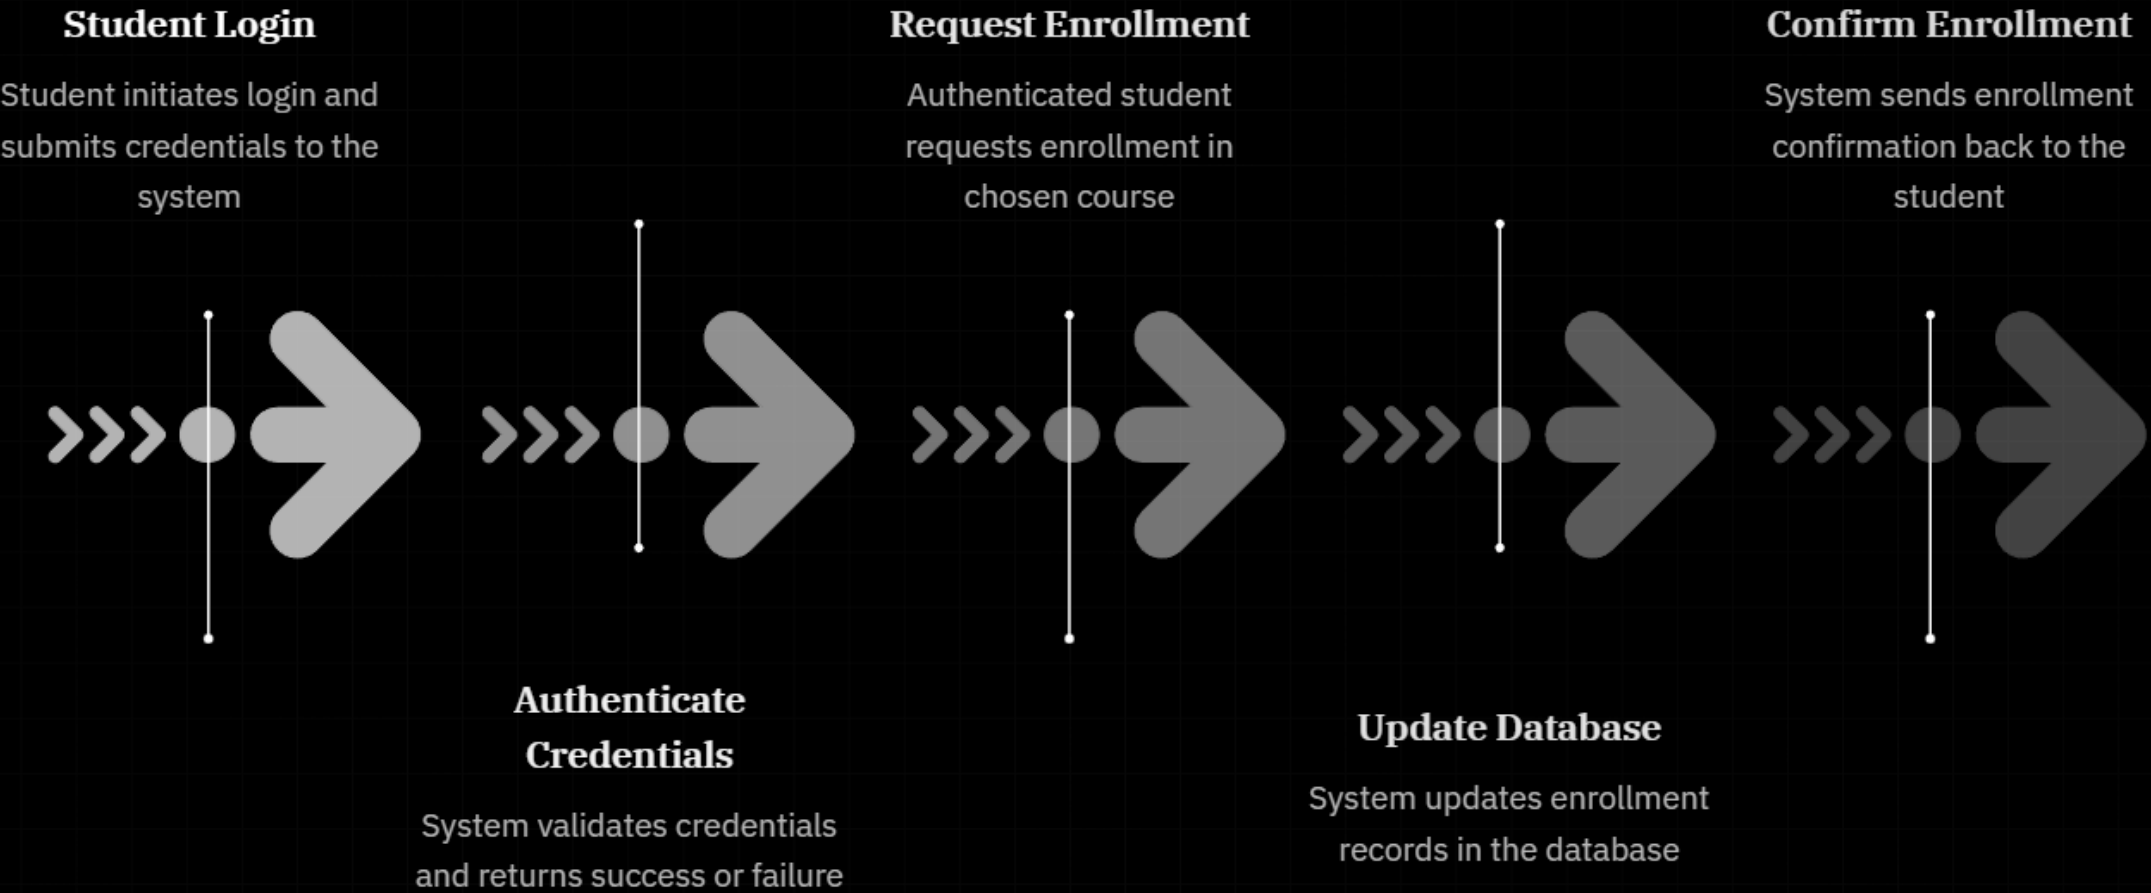 Student Login
Student initiates login and
submits credentials to the
system
Authenticate
Credentials
System validates credentials
and returns success or failure
Request Enrollment
Authenticated student
requests enrollment in
chosen course
Update Database
System updates enrollment
records in the database
Confirm Enrollment
System sends enrollment
confirmation back to the
student